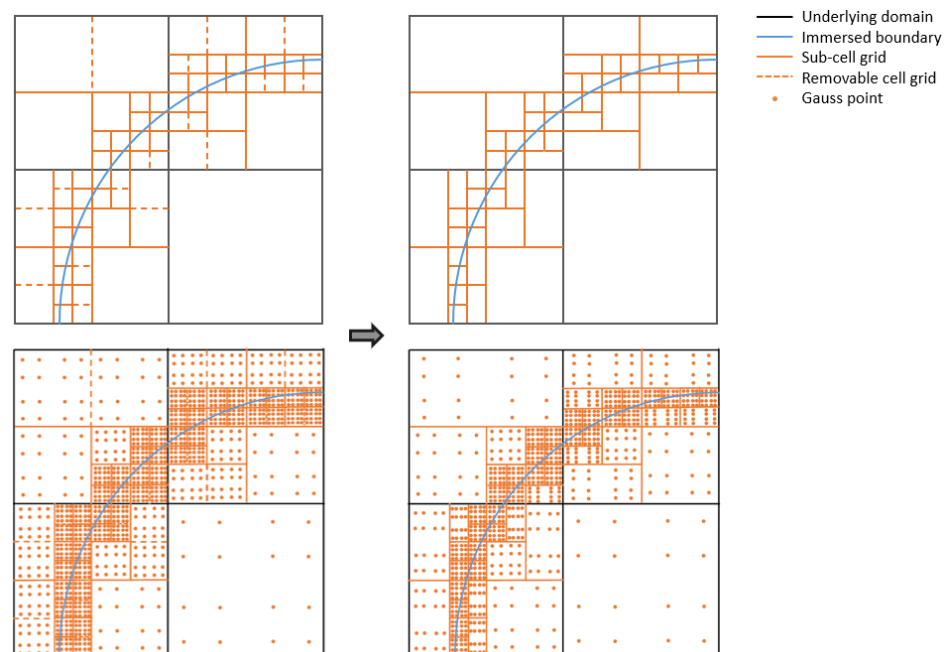 Underlying domain
Immersed boundary
Sub-cell grid
Removable cell grid
Gauss point